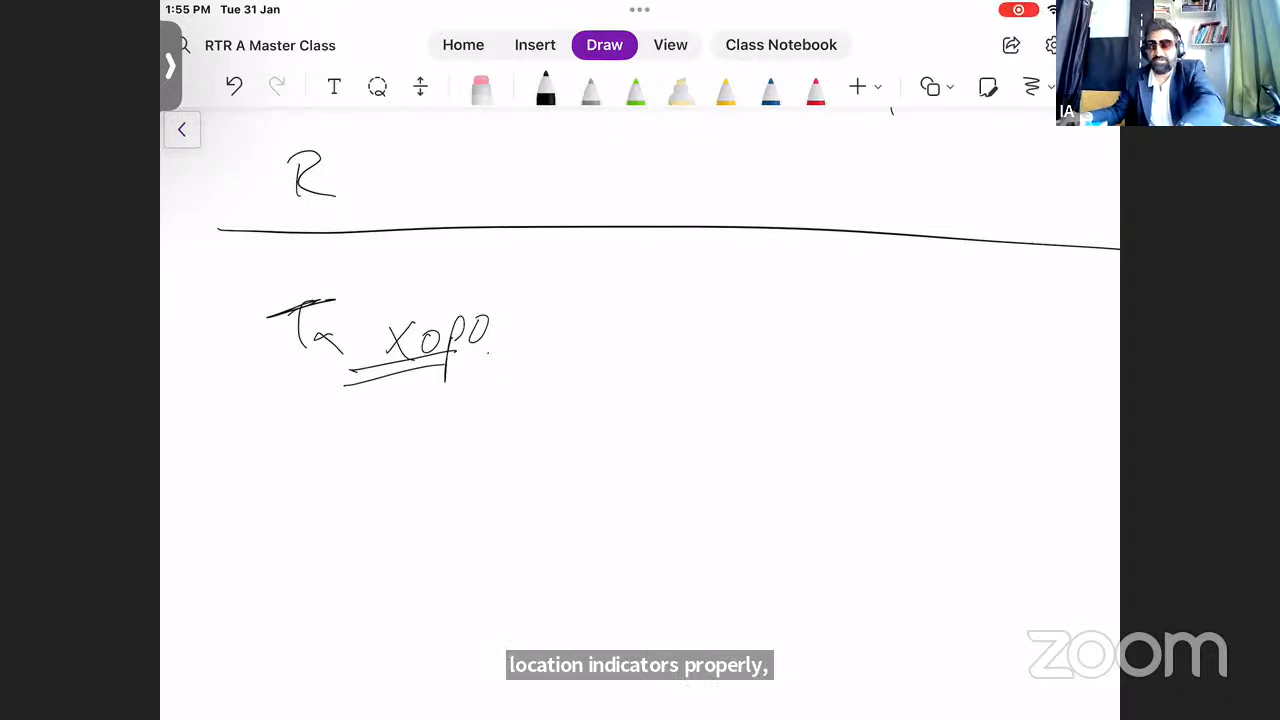 1:55 PM Tue 31 Jan
RTR A Master Class
Home Insert Draw View Class Notebook
T
IA
R
Tx XOPO
location indicators properly,
zoom